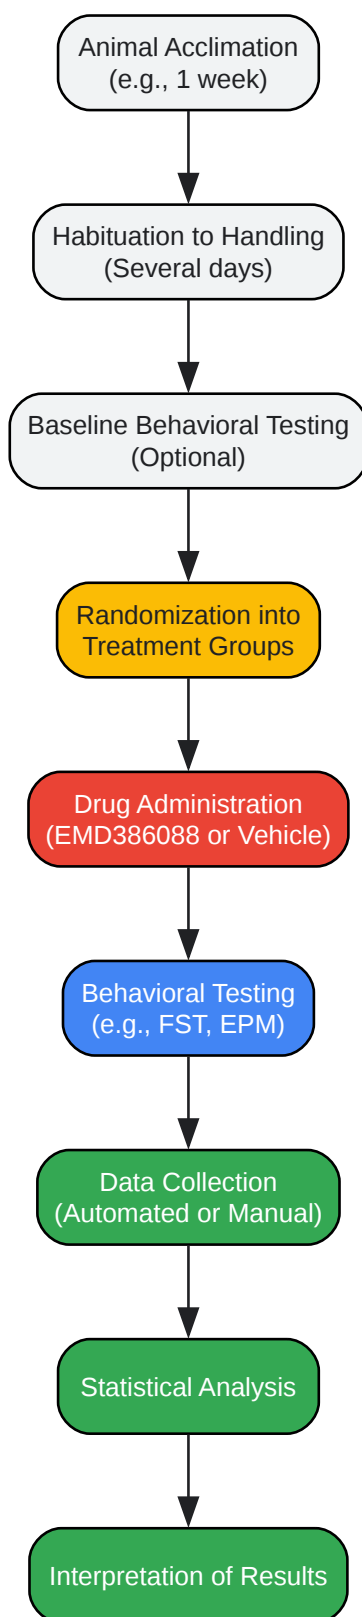 Animal Acclimation
(e.g., 1 week)
Habituation to Handling
(Several days)
Baseline Behavioral Testing
(Optional)
Randomization into
Treatment Groups
Drug Administration
(EMD386088 or Vehicle)
Behavioral Testing
(e.g., FST, EPM)
Data Collection
(Automated or Manual)
Statistical Analysis
Interpretation of Results